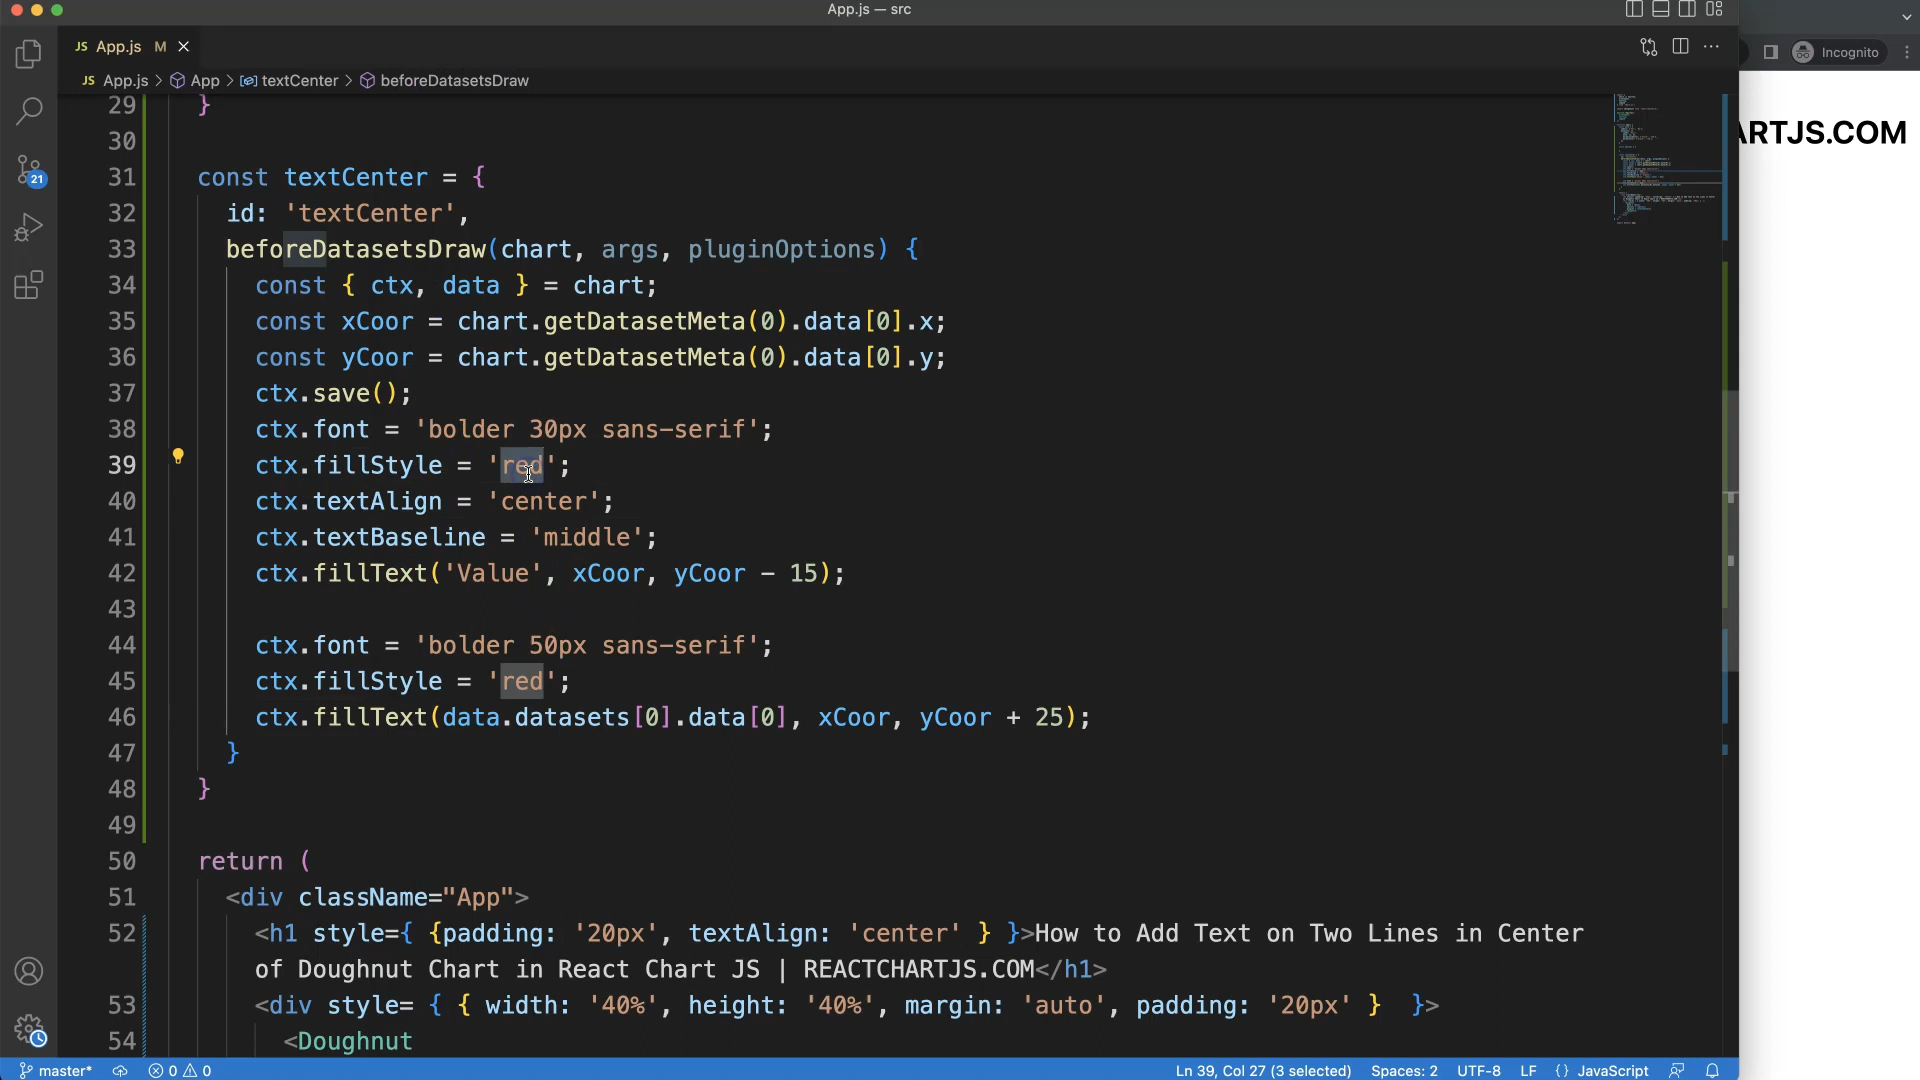 App.js — src
JS App.js M
Incognito
JS App.js > App > textCenter > beforeDatasetsDraw
ARTJS.COM
29 }
30
31 const textCenter = {
32 id: 'textCenter',
33 beforeDatasetsDraw(chart, args, pluginOptions) {
34 const { ctx, data } = chart;
35 const xCoor = chart.getDatasetMeta(0).data[0].x;
36 const yCoor = chart.getDatasetMeta(0).data[0].y;
37 ctx.save();
38 ctx.font = 'bolder 30px sans-serif';
39 ctx.fillStyle = 'red';
40 ctx.textAlign = 'center';
41 ctx.textBaseline = 'middle';
42 ctx.fillText('Value', xCoor, yCoor - 15);
43
44 ctx.font = 'bolder 50px sans-serif';
45 ctx.fillStyle = 'red';
46 ctx.fillText(data.datasets[0].data[0], xCoor, yCoor + 25);
47 }
48 }
49
50 return (
51 <div className="App">
52 <h1 style={ {padding: '20px', textAlign: 'center' } }>How to Add Text on Two Lines in Center
of Doughnut Chart in React Chart JS | REACTCHARTJS.COM</h1>
53 <div style= { { width: '40%', height: '40%', margin: 'auto', padding: '20px' } }>
54 <Doughnut
21
master* 0 0 Ln 39, Col 27 (3 selected) Spaces: 2 UTF-8 LF {} JavaScript